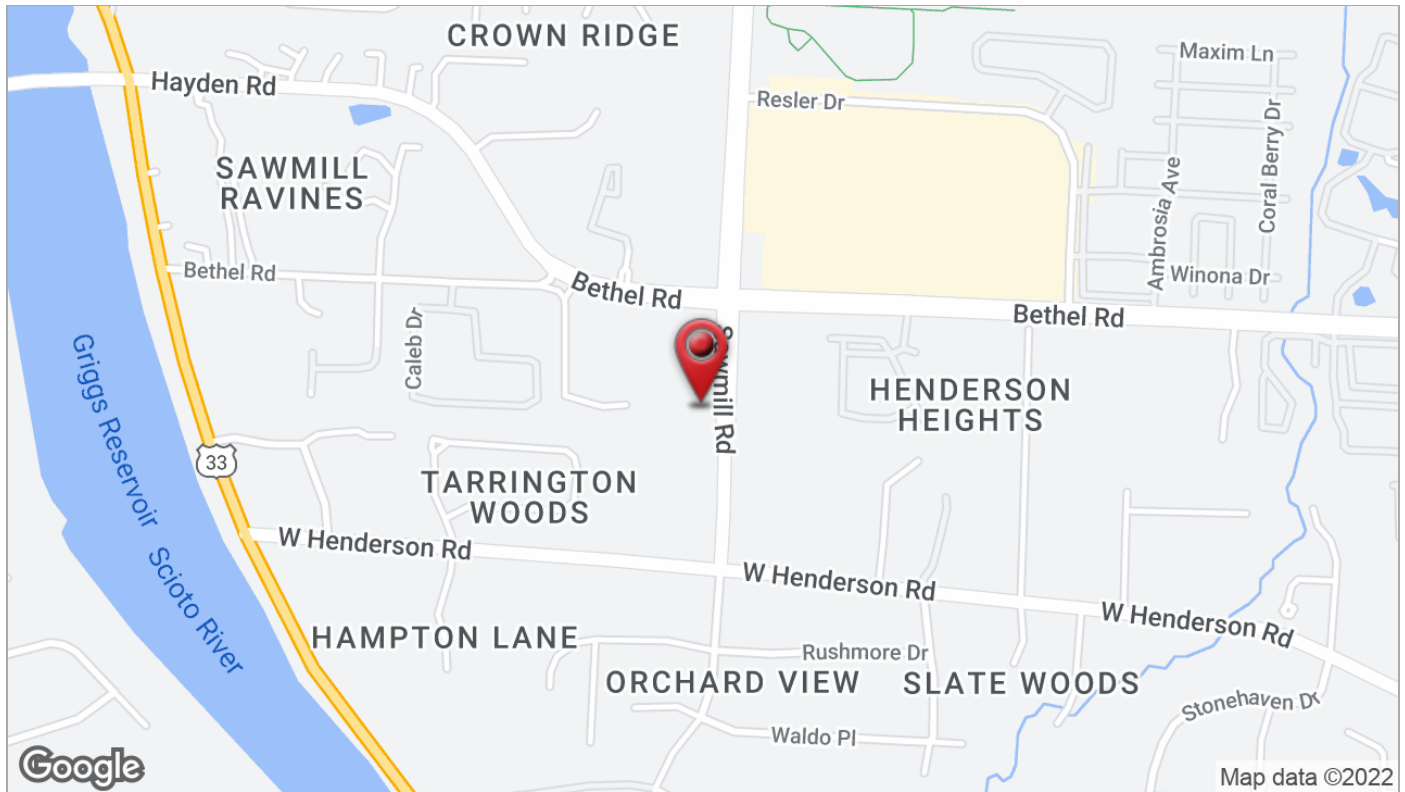 CROWN RIDGE
Maxim Ln
Hayden Rd
Resler Dr
Coral Berry Dr
SAWMILL
RAVINES
Ambrosia Ave
Bethel Rd
Winona Dr
Bethel Rd
Bethel Rd
Caleb Dr
Sawmill Rd
HENDERSON
HEIGHTS
Griggs Reservoir
33
TARRINGTON
WOODS
W Henderson Rd
W Henderson Rd
W Henderson Rd
Scioto River
HAMPTON LANE
Rushmore Dr
ORCHARD VIEW
SLATE WOODS
Stonehaven Dr
Waldo Pl
Google
Map data ©2022